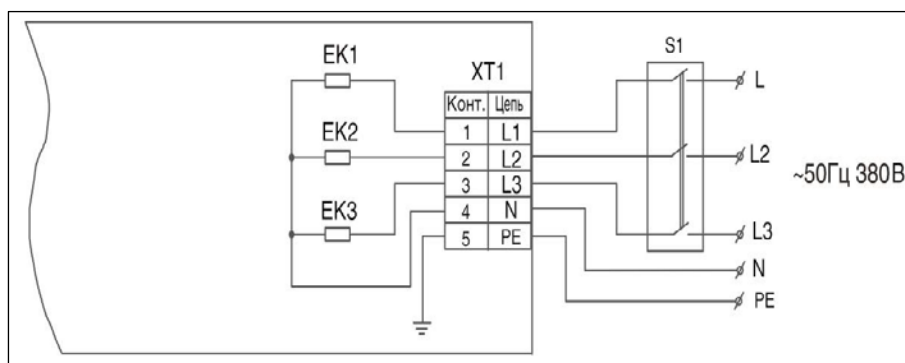 EK1
EK2
EK3
XT1
Конт. Цепь
1 L1
2 L2
3 L3
4 N
5 PE
S1
L
L2
L3
N
PE
~50Гц 380В